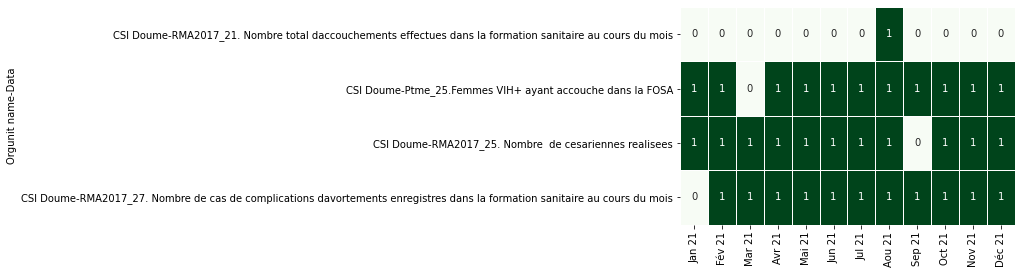 Orgunit name-Data
CSI Doume-RMA2017_21. Nombre total daccouchements effectues dans la formation sanitaire au cours du mois 0 0 0 0 0 0 0 1 0 0 0 0
CSI Doume-Ptme_25.Femmes VIH+ ayant accouche dans la FOSA 1 1 0 1 1 1 1 1 1 1 1 1
CSI Doume-RMA2017_25. Nombre  de cesariennes realisees 1 1 1 1 1 1 1 1 0 1 1 1
CSI Doume-RMA2017_27. Nombre de cas de complications davortements enregistres dans la formation sanitaire au cours du mois 0 1 1 1 1 1 1 1 1 1 1 1
Jan 21 Fév 21 Mar 21 Avr 21 Mai 21 Jun 21 Jul 21 Aou 21 Sep 21 Oct 21 Nov 21 Déc 21